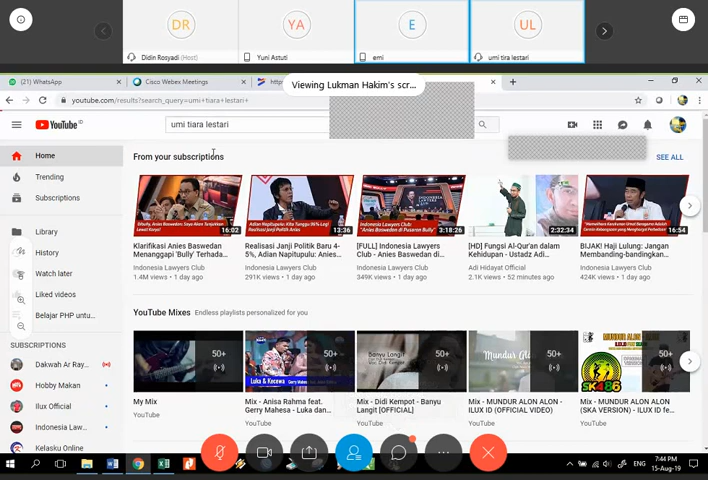 DR
YA
E
UL
Didin Rosyadi (Host)
Yuni Astuti
emi
umi tira lestari
(21) WhatsApp
Cisco Webex Meetings
http
Viewing Lukman Hakim's scr...
youtube.com/results?search_query=umi+tiara+lestari+
YouTube ID
umi tiara lestari
Home
Trending
Subscriptions
Library
History
Watch later
Liked videos
Belajar PHP untu...
SUBSCRIPTIONS
Dakwah Ar Ray...
Hobby Makan
Ilux Official
Indonesia Law...
Kelasku Online
From your subscriptions
SEE ALL
16:02
13:36
3:18:26
2:32:34
16:54
Klarifikasi Anies Baswedan
Menanggapi 'Bully' Terhada...
Indonesia Lawyers Club
1.4M views • 1 day ago
Realisasi Janji Politik Baru 4-
5%, Adian Napitupulu: Anies...
Indonesia Lawyers Club
291K views • 1 day ago
[FULL] Indonesia Lawyers
Club - Anies Baswedan di...
Indonesia Lawyers Club
349K views • 1 day ago
[HD] Fungsi Al-Qur'an dalam
Kehidupan - Ustadz Adi...
Adi Hidayat Official
2.1K views • 52 minutes ago
BIJAK! Haji Lulung: Jangan
Membanding-bandingkan...
Indonesia Lawyers Club
424K views • 1 day ago
YouTube Mixes
Endless playlists personalized for you
50+
50+
Luka & Kecewa
Banyu Langit
50+
Mundur
50+
MUNDUR ALON ALON
SKA86
50+
My Mix
YouTube
Mix - Anisa Rahma feat.
Gerry Mahesa - Luka dan...
YouTube
Mix - Didi Kempot - Banyu
Langit [OFFICIAL]
YouTube
Mix - MUNDUR ALON ALON -
ILUX ID (OFFICIAL VIDEO)
YouTube
Mix - MUNDUR ALON ALON
(SKA VERSION) - ILUX ID fe...
YouTube
ENG
7:44 PM
15-Aug-19